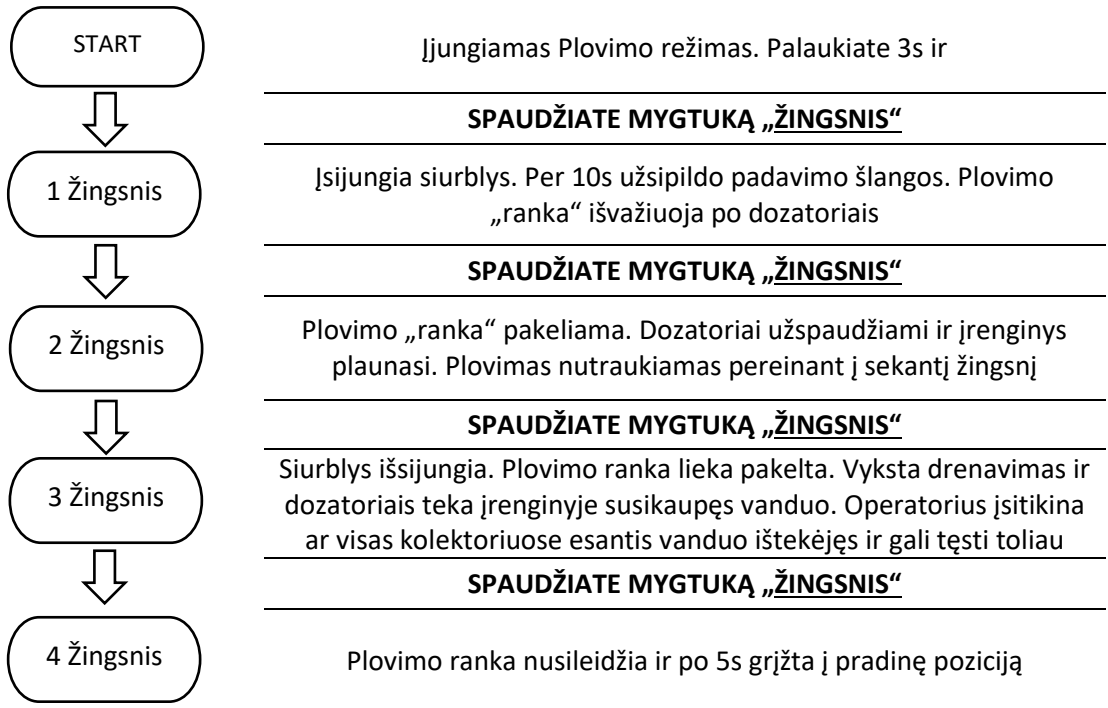 START
Įjungiamas Plovimo režimas. Palaukiate 3s ir
SPAUDŽIATE MYGTUKĄ „ŽINGSNIS“
1 Žingsnis
Įsijungia siurblys. Per 10s užsipildo padavimo šlangos. Plovimo
„ranka“ išvažiuoja po dozatoriais
SPAUDŽIATE MYGTUKĄ „ŽINGSNIS“
2 Žingsnis
Plovimo „ranka“ pakeliama. Dozatoriai užspaudžiami ir įrenginys
plaunasi. Plovimas nutraukiamas pereinant į sekantį žingsnį
SPAUDŽIATE MYGTUKĄ „ŽINGSNIS“
3 Žingsnis
Siurblys išsijungia. Plovimo ranka lieka pakelta. Vyksta drenavimas ir
dozatoriais teka įrenginyje susikaupęs vanduo. Operatorius įsitikina
ar visas kolektoriuose esantis vanduo ištekėjęs ir gali tęsti toliau
SPAUDŽIATE MYGTUKĄ „ŽINGSNIS“
4 Žingsnis
Plovimo ranka nusileidžia ir po 5s grįžta į pradinę poziciją